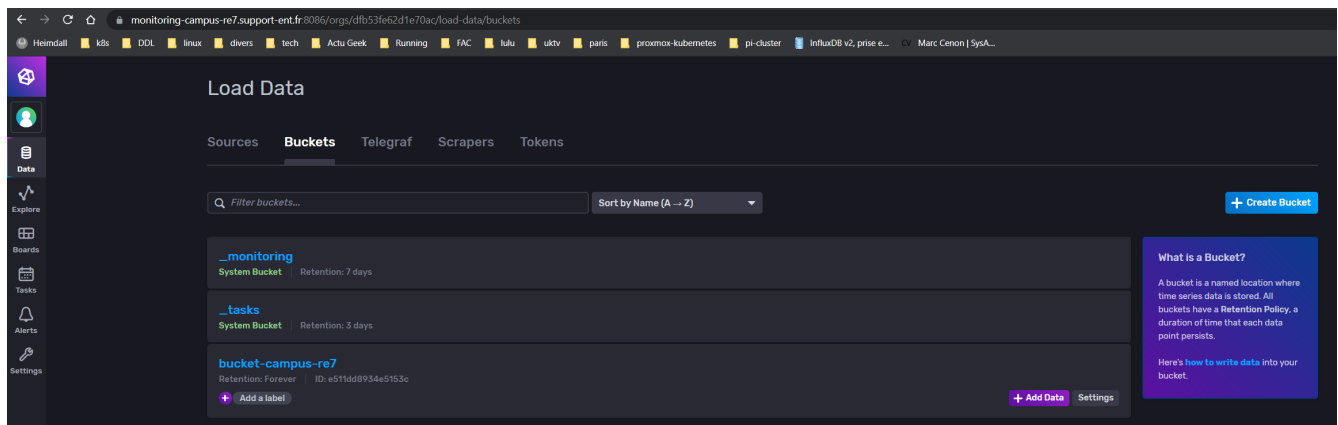 monitoring-campus-re7.support-ent.fr:8086/orgs/dfb53fe62d1e70ac/load-data/buckets
Heimdall k8s DDL linux divers tech Actu Geek Running FAC lulu uktv paris proxmox-kubernetes pi-cluster InfluxDB v2, prise e... CV Marc Cenon | SysA...
Load Data
Sources Buckets Telegraf Scrapers Tokens
Data
Explore
Boards
Tasks
Alerts
Settings
Filter buckets... Sort by Name (A → Z) + Create Bucket
_monitoring
System Bucket Retention: 7 days
_tasks
System Bucket Retention: 3 days
bucket-campus-re7
Retention: Forever ID: e511dd8934e5153c
+ Add a label + Add Data Settings
What is a Bucket?
A bucket is a named location where
time series data is stored. All
buckets have a Retention Policy, a
duration of time that each data
point persists.
Here's how to write data into your
bucket.